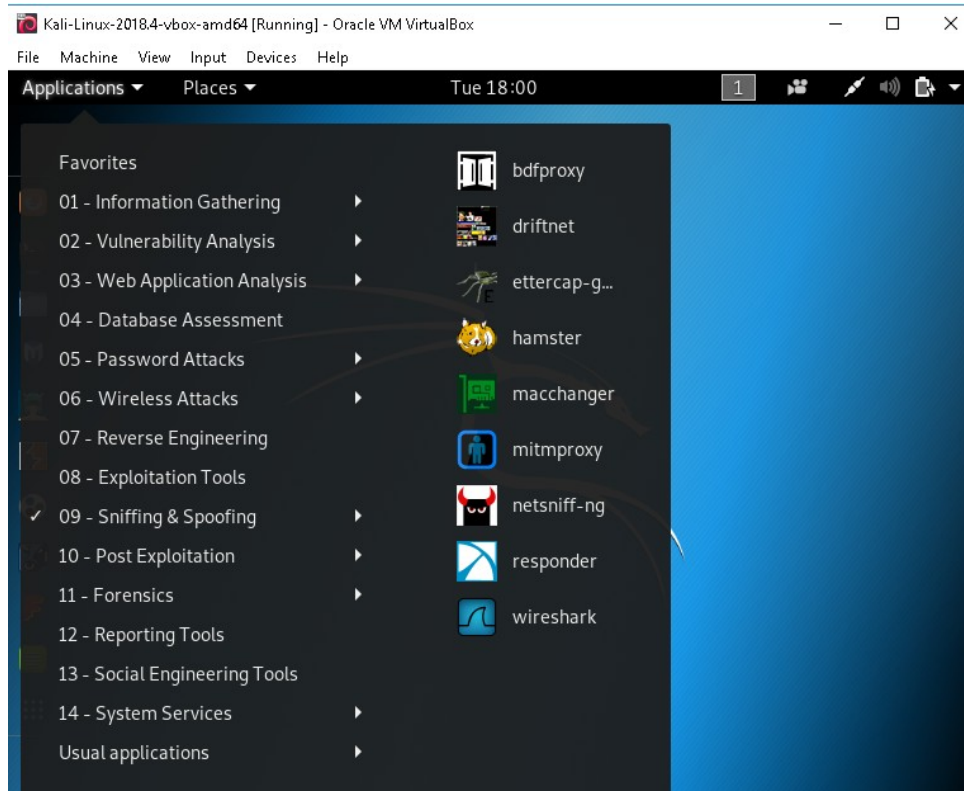 Kali-Linux-2018.4-vbox-amd64 [Running] - Oracle VM VirtualBox
File Machine View Input Devices Help
Applications Places Tue 18:00 1
Favorites
01 - Information Gathering
02 - Vulnerability Analysis
03 - Web Application Analysis
04 - Database Assessment
05 - Password Attacks
06 - Wireless Attacks
07 - Reverse Engineering
08 - Exploitation Tools
09 - Sniffing & Spoofing
10 - Post Exploitation
11 - Forensics
12 - Reporting Tools
13 - Social Engineering Tools
14 - System Services
Usual applications
bdfproxy
driftnet
ettercap-g...
hamster
macchanger
mitmproxy
netsniff-ng
responder
wireshark